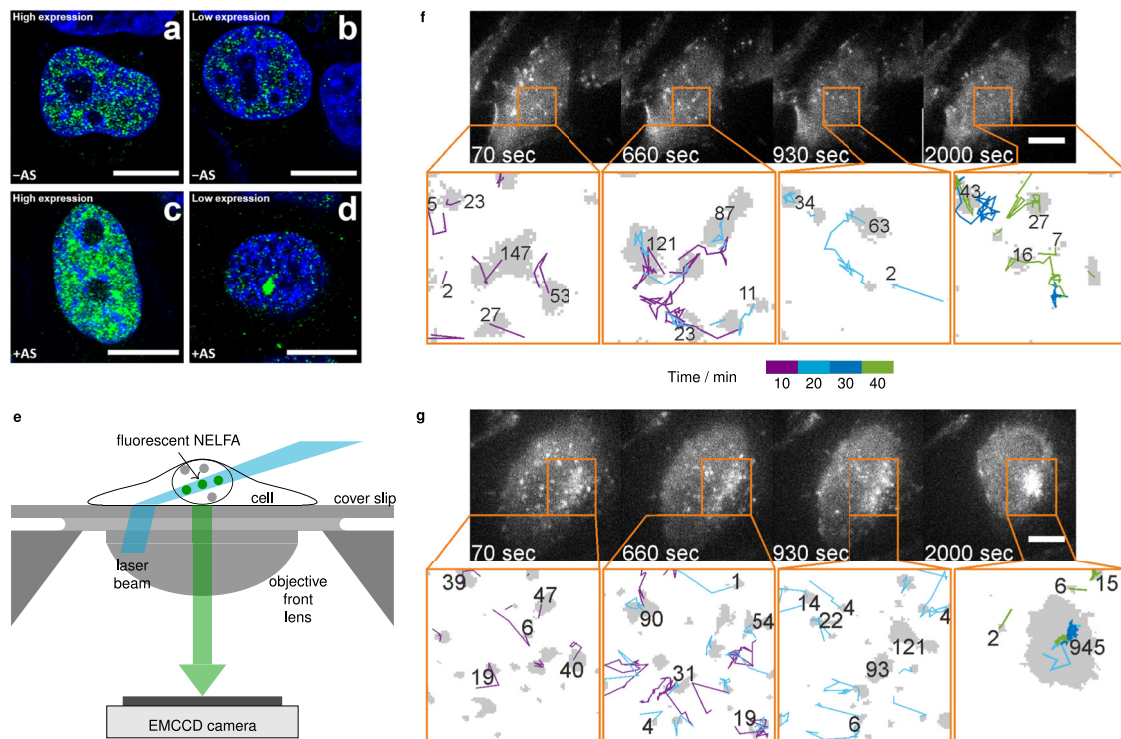 High expression
a
−AS
Low expression
b
−AS
High expression
c
+AS
Low expression
d
+AS
e
fluorescent NELFA
cell
cover slip
laser
beam
objective
front
lens
EMCCD camera
f
70 sec
660 sec
930 sec
2000 sec
5
23
147
2
53
27
87
121
11
23
34
63
2
43
27
7
16
Time / min
10
20
30
40
g
70 sec
660 sec
930 sec
2000 sec
39
47
6
40
19
1
90
54
31
4
19
14
4
22
4
121
93
6
6
15
2
945